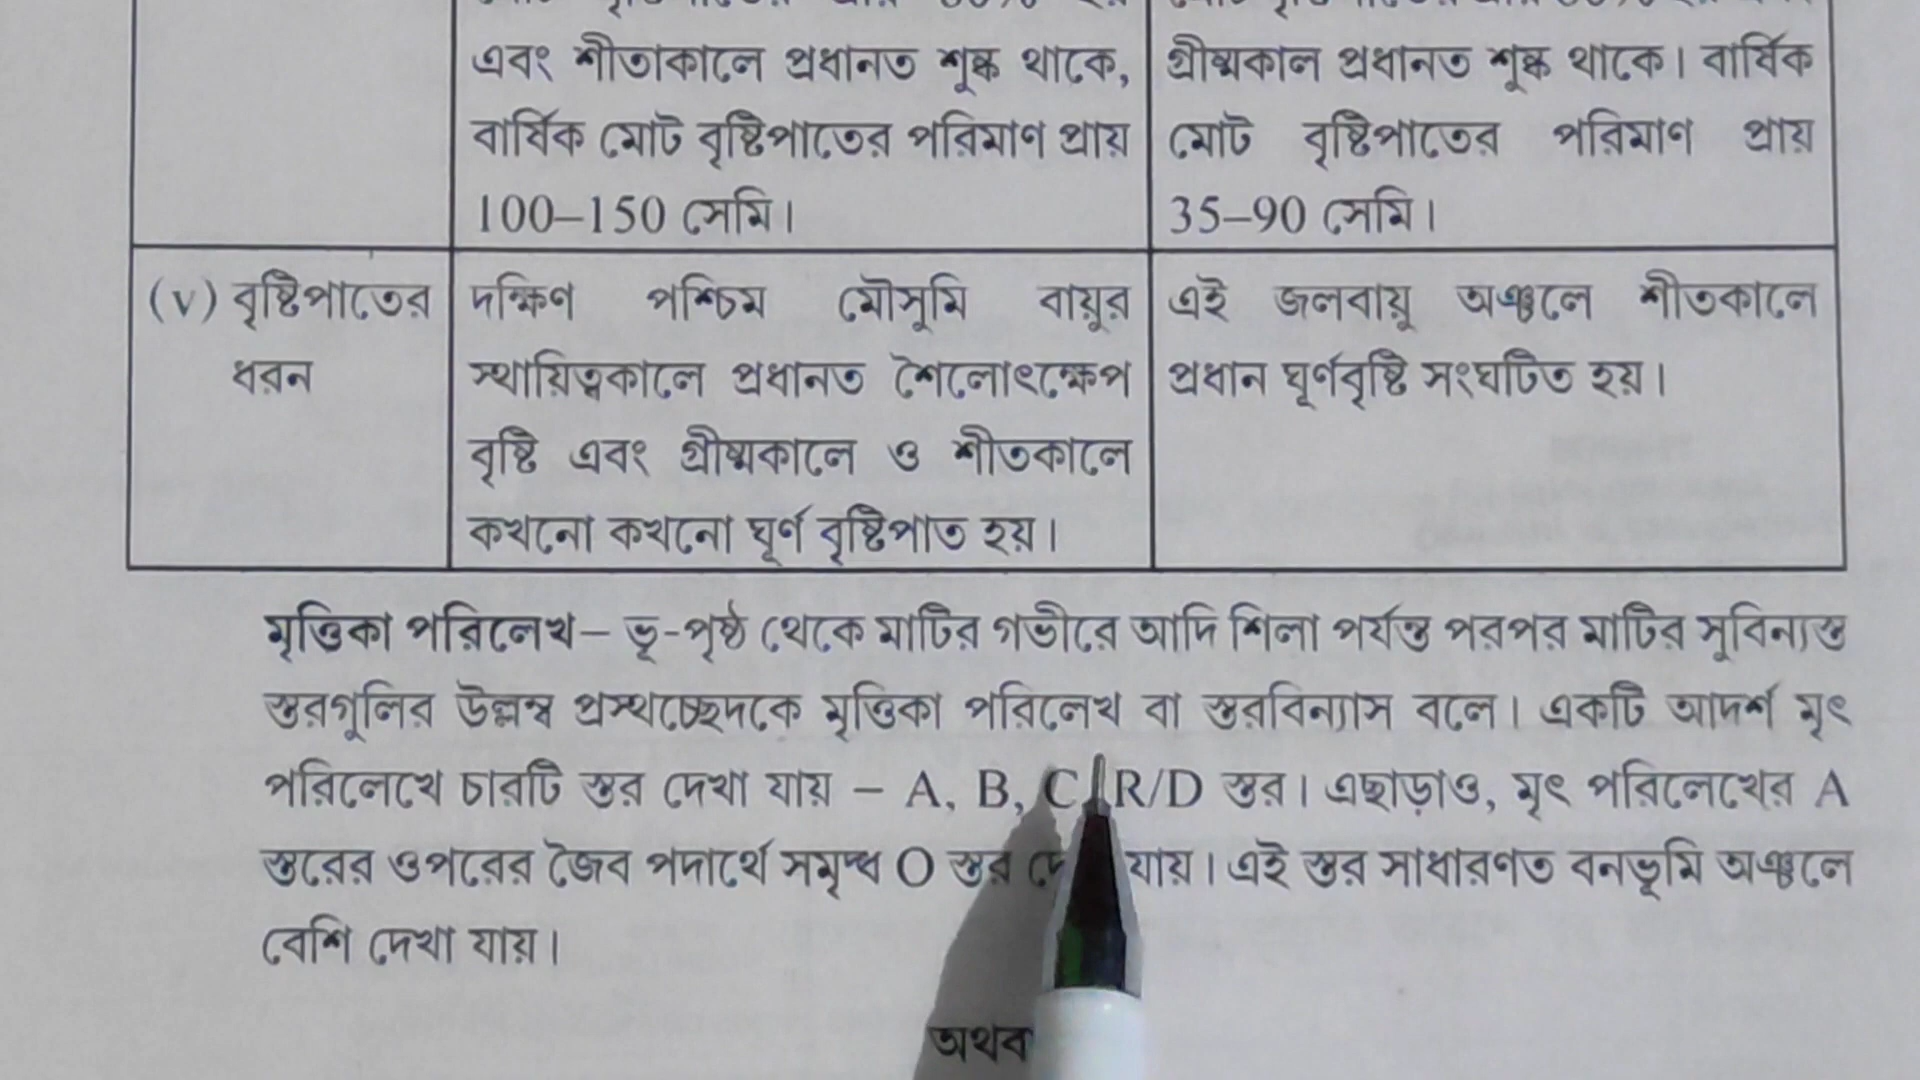 এবং শীতাকালে প্রধানত শুষ্ক থাকে,
বার্ষিক মোট বৃষ্টিপাতের পরিমাণ প্রায়
100–150 সেমি।
গ্রীষ্মকাল প্রধানত শুষ্ক থাকে। বার্ষিক
মোট বৃষ্টিপাতের পরিমাণ প্রায়
35–90 সেমি।
(v) বৃষ্টিপাতের
ধরন
দক্ষিণ পশ্চিম মৌসুমি বায়ুর
স্থায়িত্বকালে প্রধানত শৈলোৎক্ষেপ
বৃষ্টি এবং গ্রীষ্মকালে ও শীতকালে
কখনো কখনো ঘূর্ণ বৃষ্টিপাত হয়।
এই জলবায়ু অঞ্চলে শীতকালে
প্রধান ঘূর্ণবৃষ্টি সংঘটিত হয়।
মৃত্তিকা পরিলেখ– ভূ-পৃষ্ঠ থেকে মাটির গভীরে আদি শিলা পর্যন্ত পরপর মাটির সুবিন্যস্ত
স্তরগুলির উল্লম্ব প্রস্থচ্ছেদকে মৃত্তিকা পরিলেখ বা স্তরবিন্যাস বলে। একটি আদর্শ মৃৎ
পরিলেখে চারটি স্তর দেখা যায় – A, B, C R/D স্তর। এছাড়াও, মৃৎ পরিলেখের A
স্তরের ওপরের জৈব পদার্থে সমৃদ্ধ O স্তর যায়। এই স্তর সাধারণত বনভূমি অঞ্চলে
বেশি দেখা যায়।